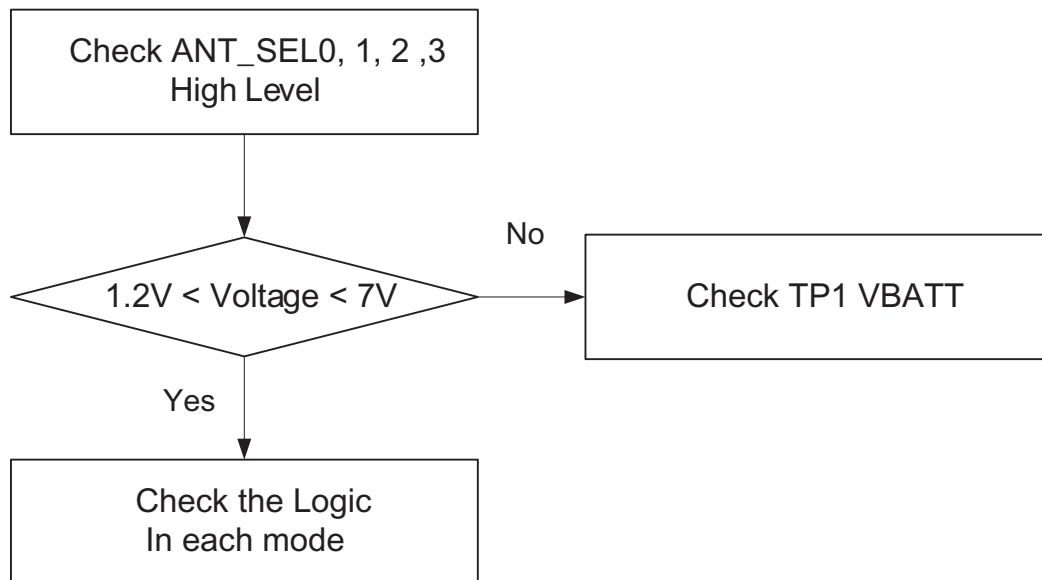 Check ANT_SEL0, 1, 2 ,3
High Level
1.2V < Voltage < 7V
No
Check TP1 VBATT
Yes
Check the Logic
In each mode